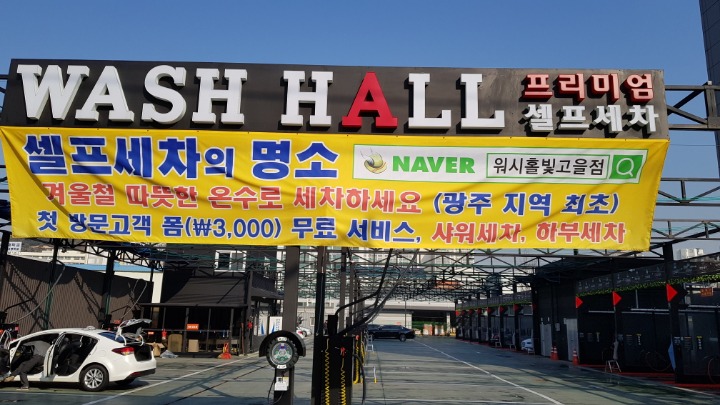 WASH HALL
프리미엄
셀프세차
셀프세차의 명소
NAVER 워시홀빛고을점
겨울철 따뜻한 온수로 세차하세요 (광주 지역 최초)
첫 방문고객 폼(₩3,000) 무료 서비스, 샤워세차, 하부세차